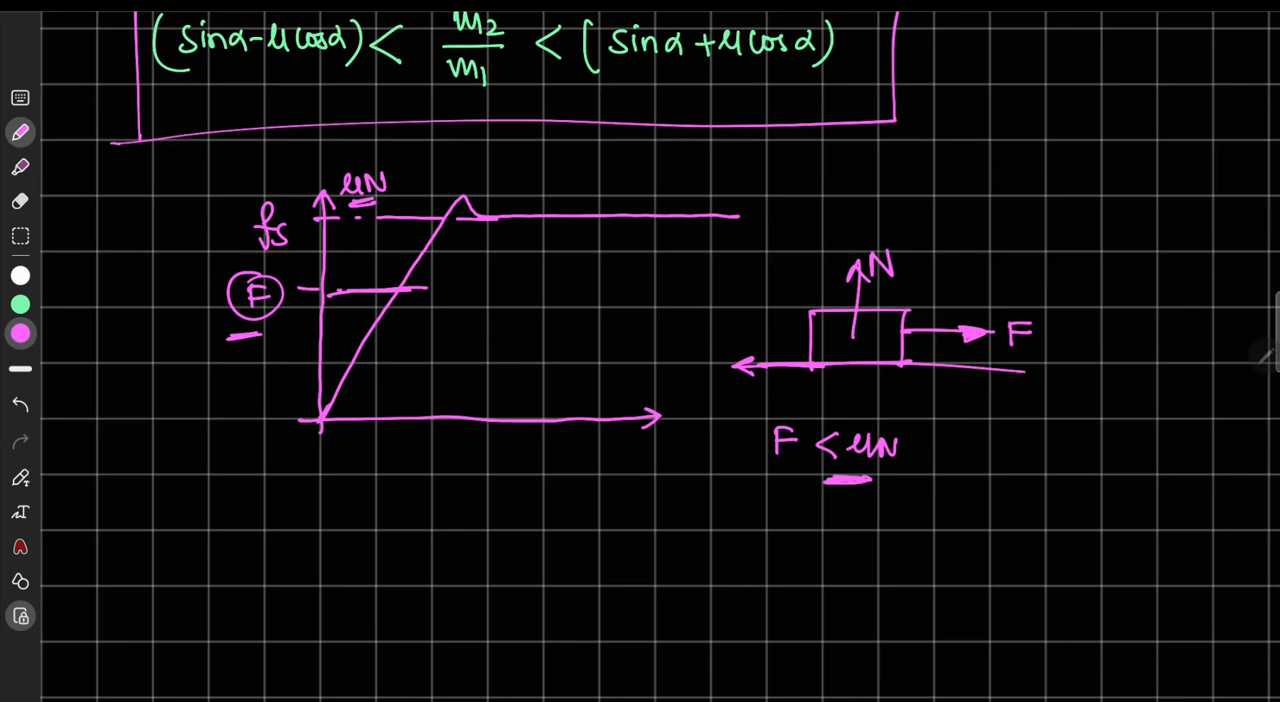 (sinα-μcosα) < m2/m1 < (sinα+μcosα)
μN
fs
F
N
F
F < μN